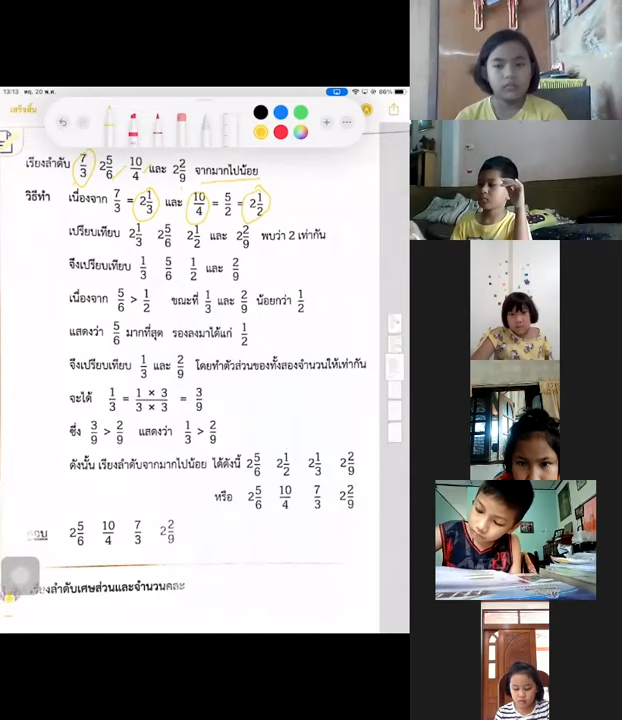 13:13 พฤ. 20 พ.ค. 86%
เสร็จสิ้น
เรียงลำดับ 7/3 2 5/6 10/4 และ 2 2/9 จากมากไปน้อย
วิธีทำ เนื่องจาก 7/3 = 2 1/3 และ 10/4 = 5/2 = 2 1/2
เปรียบเทียบ 2 1/3 2 5/6 2 1/2 และ 2 2/9 พบว่า 2 เท่ากัน
จึงเปรียบเทียบ 1/3 5/6 1/2 และ 2/9
เนื่องจาก 5/6 > 1/2 ขณะที่ 1/3 และ 2/9 น้อยกว่า 1/2
แสดงว่า 5/6 มากที่สุด รองลงมาได้แก่ 1/2
จึงเปรียบเทียบ 1/3 และ 2/9 โดยทำตัวส่วนของทั้งสองจำนวนให้เท่ากัน
จะได้ 1/3 = 1 × 3/3 × 3 = 3/9
ซึ่ง 3/9 > 2/9 แสดงว่า 1/3 > 2/9
ดังนั้น เรียงลำดับจากมากไปน้อย ได้ดังนี้ 2 5/6 2 1/2 2 1/3 2 2/9
หรือ 2 5/6 10/4 7/3 2 2/9
ตอบ 2 5/6 10/4 7/3 2 2/9
เรียงลำดับเศษส่วนและจำนวนคละ